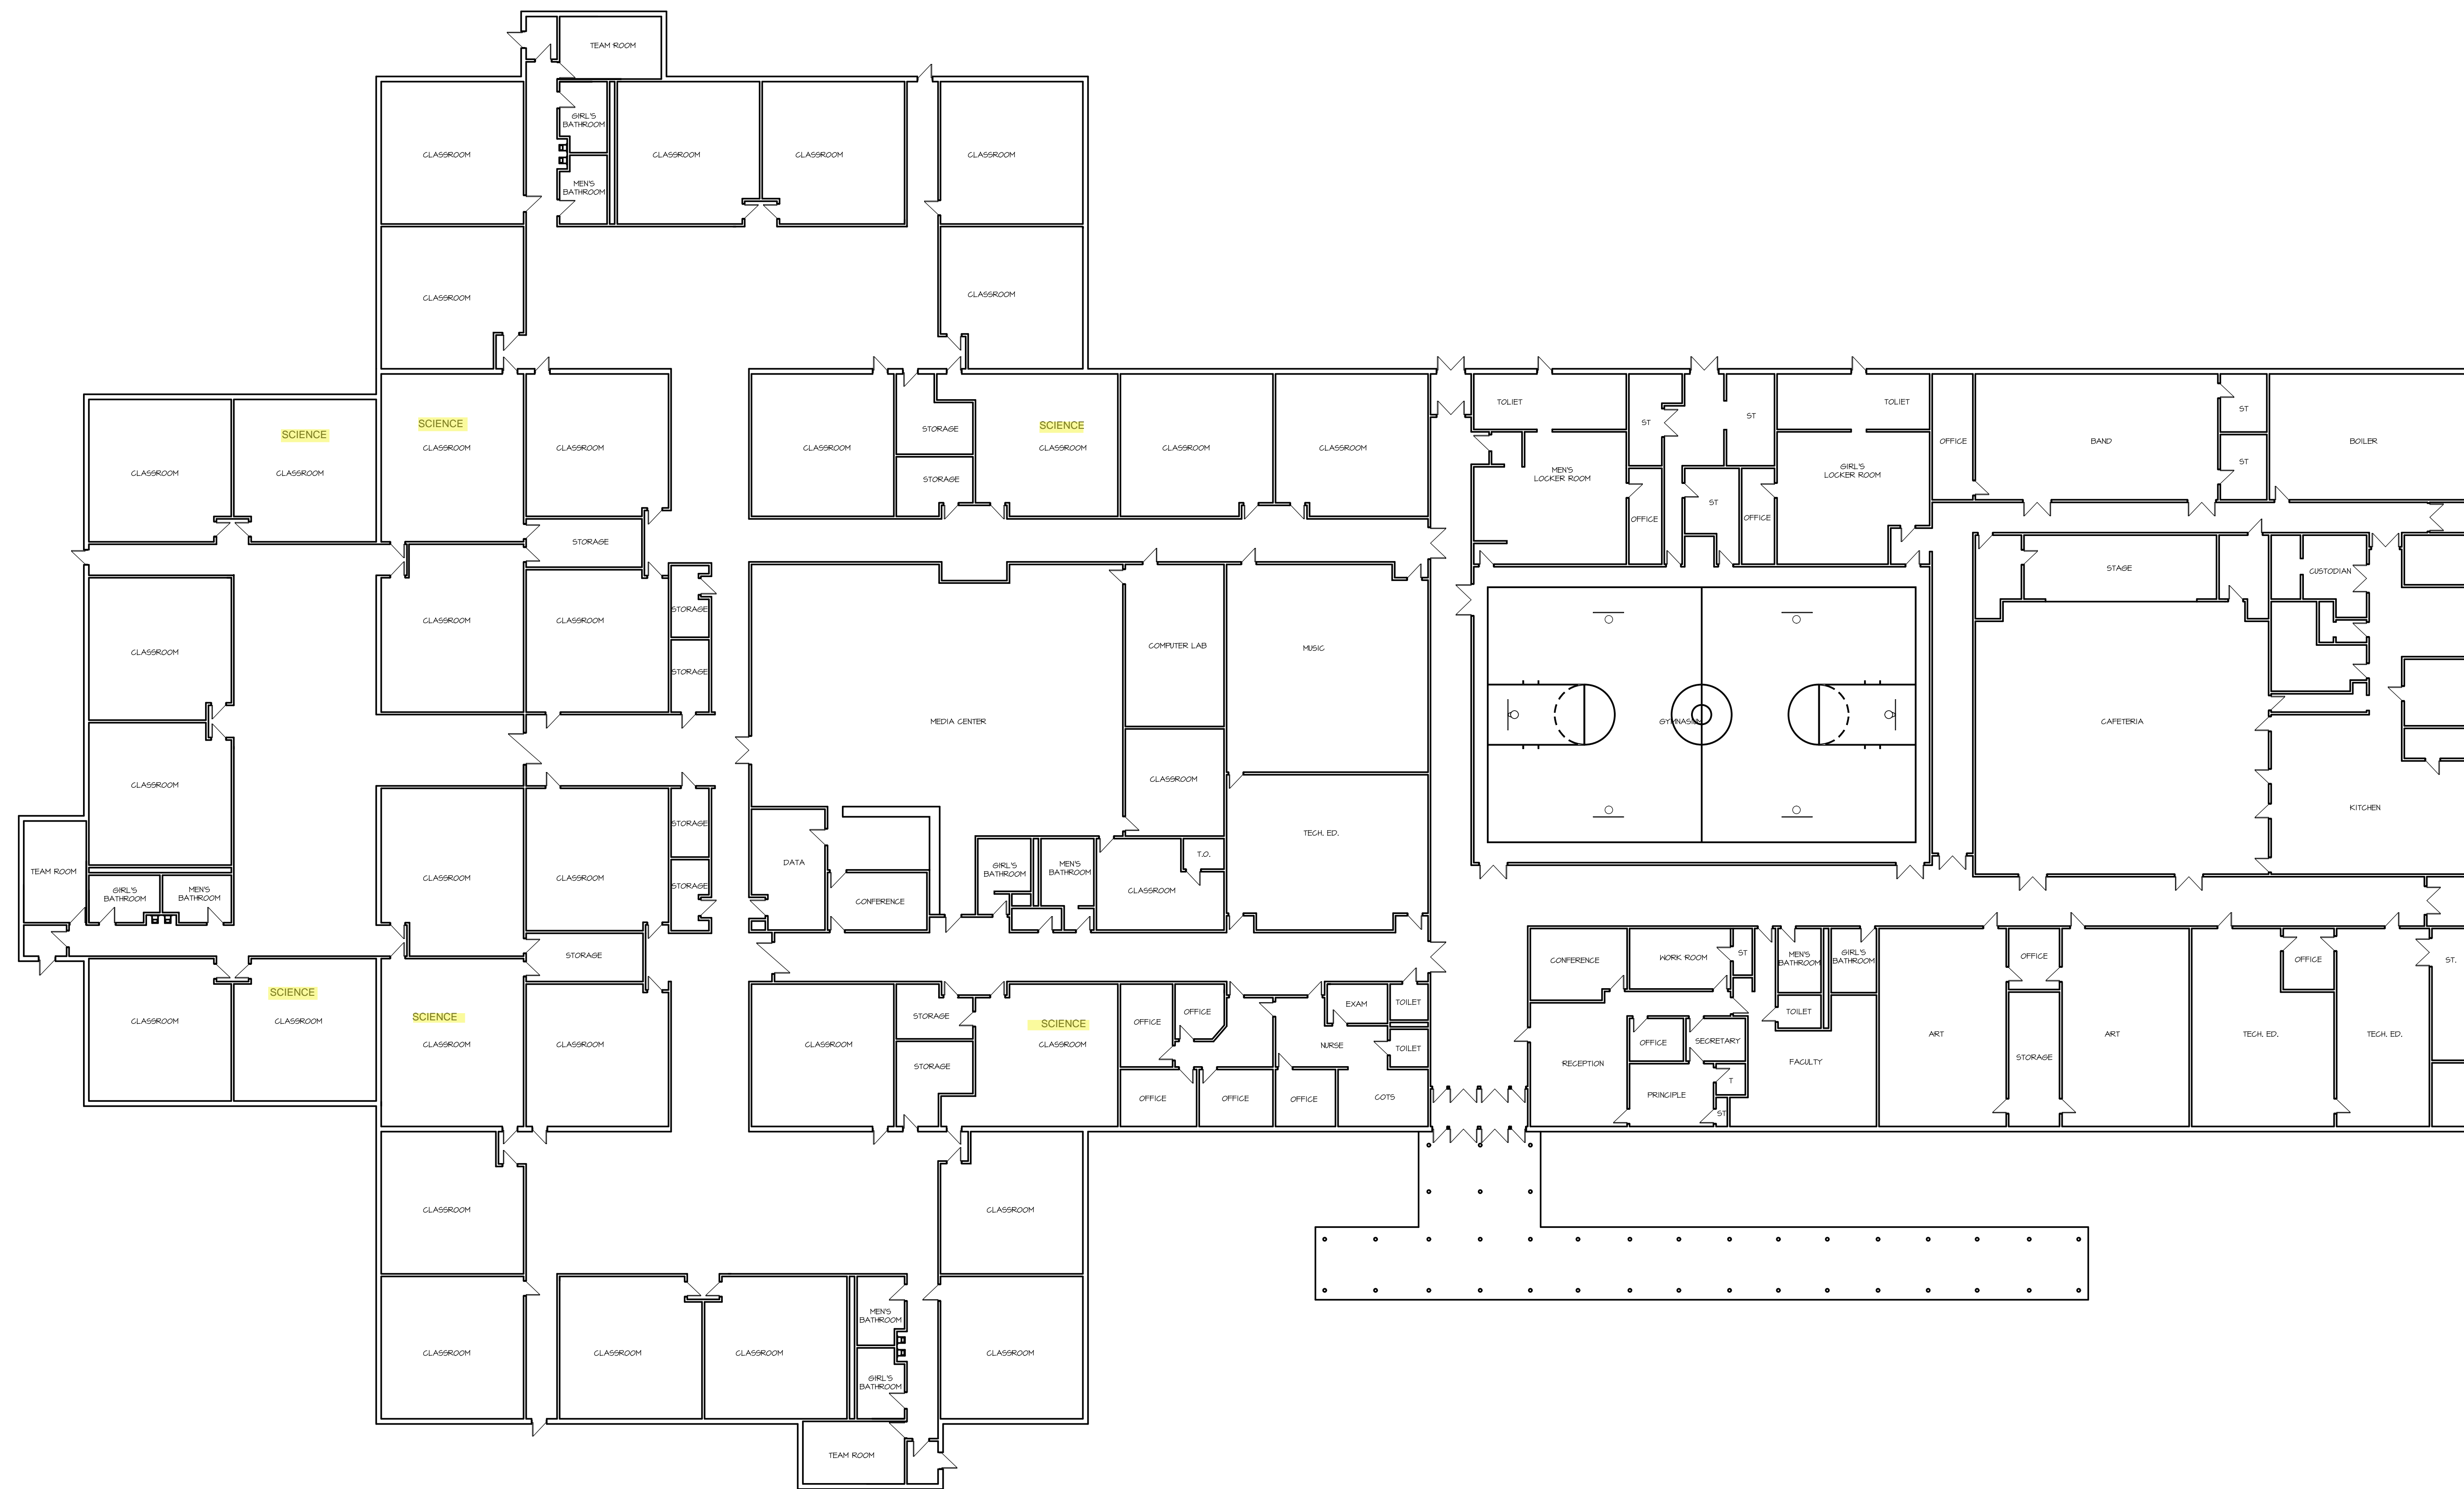 TEAM ROOM
GIRL'S
BATHROOM
CLASSROOM
CLASSROOM
CLASSROOM
CLASSROOM
MEN'S
BATHROOM
CLASSROOM
CLASSROOM
TOLIET
ST
ST
TOLIET
ST
SCIENCE
SCIENCE
SCIENCE
STORAGE
OFFICE
BAND
BOILER
CLASSROOM
CLASSROOM
CLASSROOM
CLASSROOM
CLASSROOM
CLASSROOM
CLASSROOM
CLASSROOM
STORAGE
MEN'S
LOCKER ROOM
GIRL'S
LOCKER ROOM
ST
ST
OFFICE
OFFICE
STORAGE
STAGE
CUSTODIAN
STORAGE
CLASSROOM
CLASSROOM
CLASSROOM
COMPUTER LAB
MUSIC
STORAGE
MEDIA CENTER
GYMNASIUM
CAFETERIA
CLASSROOM
CLASSROOM
KITCHEN
STORAGE
TECH. ED.
DATA
T.O.
TEAM ROOM
GIRL'S
BATHROOM
MEN'S
BATHROOM
CLASSROOM
CLASSROOM
STORAGE
CONFERENCE
GIRL'S
BATHROOM
MEN'S
BATHROOM
CLASSROOM
STORAGE
CONFERENCE
WORK ROOM
ST
MEN'S
BATHROOM
GIRL'S
BATHROOM
OFFICE
OFFICE
ST.
SCIENCE
SCIENCE
SCIENCE
STORAGE
OFFICE
OFFICE
EXAM
TOILET
TOILET
CLASSROOM
CLASSROOM
CLASSROOM
CLASSROOM
CLASSROOM
CLASSROOM
NURSE
TOILET
OFFICE
SECRETARY
FACULTY
ART
STORAGE
ART
TECH. ED.
TECH. ED.
STORAGE
RECEPTION
T
OFFICE
OFFICE
OFFICE
COTS
PRINCIPLE
ST
CLASSROOM
CLASSROOM
MEN'S
BATHROOM
CLASSROOM
CLASSROOM
CLASSROOM
GIRL'S
BATHROOM
CLASSROOM
TEAM ROOM